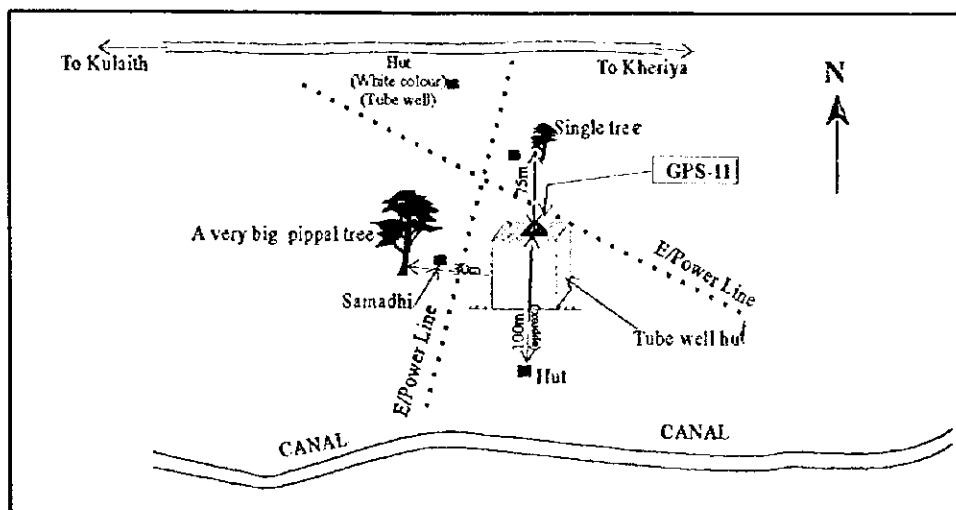 To Kulaith
To Kheriya
Hut
(White colour)
(Tube well)
N
Single tree
75m
GPS-11
A very big pippal tree
E/Power Line
Samadhi
E/Power Line
100m
(approx)
Tube well hut
Hut
CANAL
CANAL